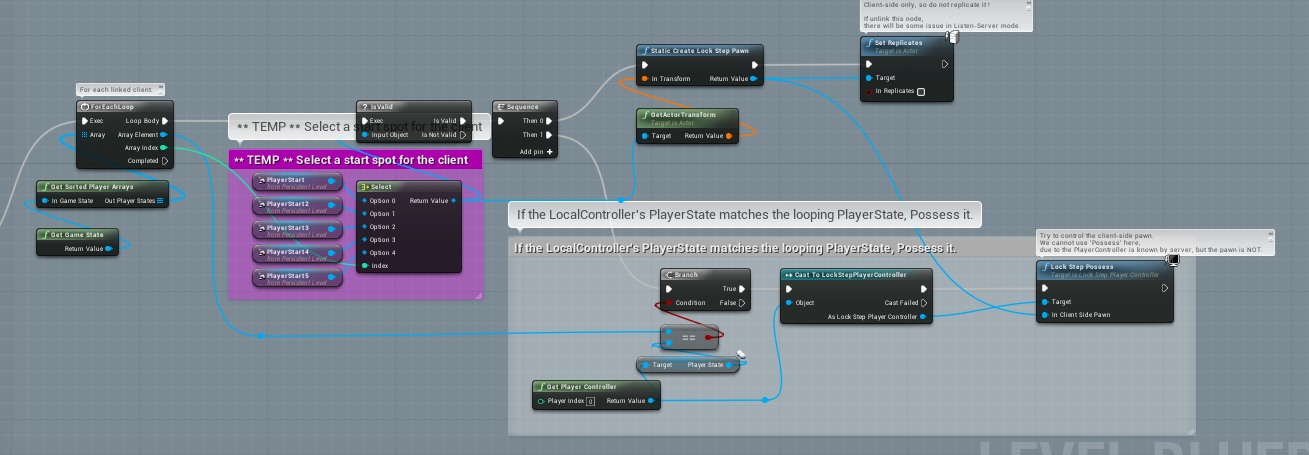 Client-side only, so do not replicate it !
If unlink this node,
there will be some issue in Listen-Server mode.
Set Replicates
Target is Actor
Target
In Replicates
Static Create Lock Step Pawn
In Transform
Return Value
GetActorTransform
Target is Actor
Target
Return Value
For each linked client
ForEachLoop
Exec
Loop Body
Array
Array Element
Array Index
Completed
Get Sorted Player Arrays
In Game State
Out Player States
Get Game State
Return Value
** TEMP ** Select a start spot for the client
IsValid
Exec
Is Valid
Input Object
Is Not Valid
Sequence
Then 0
Then 1
Add pin +
** TEMP ** Select a start spot for the client
PlayerStart
from Persistent Level
PlayerStart2
from Persistent Level
PlayerStart3
from Persistent Level
PlayerStart4
from Persistent Level
PlayerStart5
from Persistent Level
Select
Option 0
Return Value
Option 1
Option 2
Option 3
Option 4
Index
If the LocalController's PlayerState matches the looping PlayerState, Possess it.
If the LocalController's PlayerState matches the looping PlayerState, Possess it.
Branch
True
Condition
False
==
Target
Player State
Get Player Controller
Player Index 0
Return Value
Cast To LockStepPlayerController
Object
Cast Failed
As Lock Step Player Controller
Try to control the client-side pawn.
We cannot use 'Possess' here,
due to the PlayerController is known by server, but the pawn is NOT.
Lock Step Possess
Target is Lock Step Player Controller
Target
In Client Side Pawn